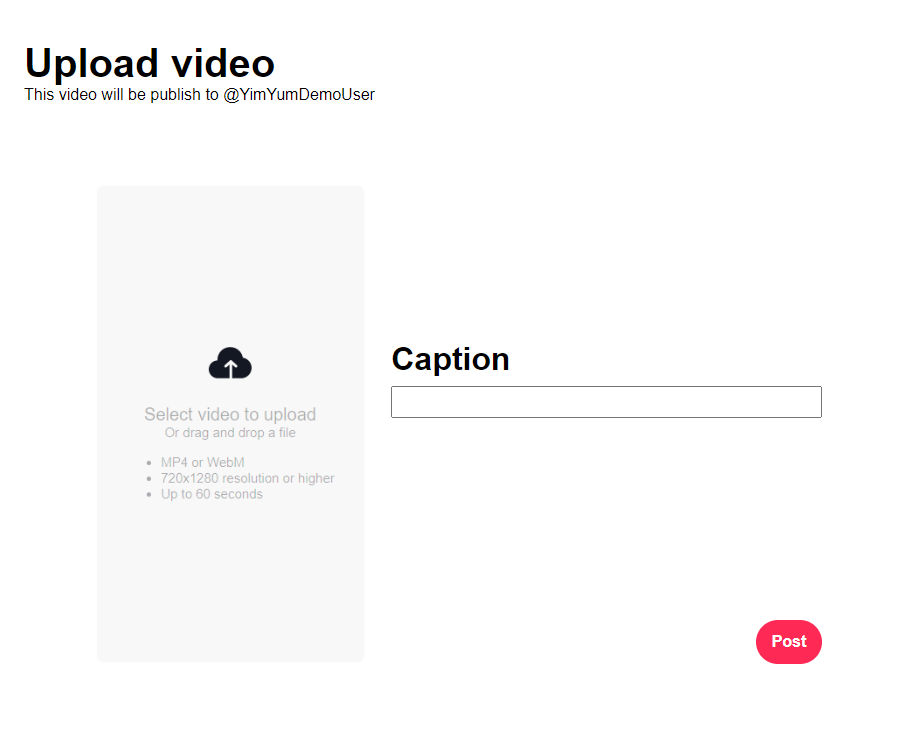 Upload video
This video will be publish to @YimYumDemoUser
Select video to upload
Or drag and drop a file
• MP4 or WebM
• 720x1280 resolution or higher
• Up to 60 seconds
Caption
Post